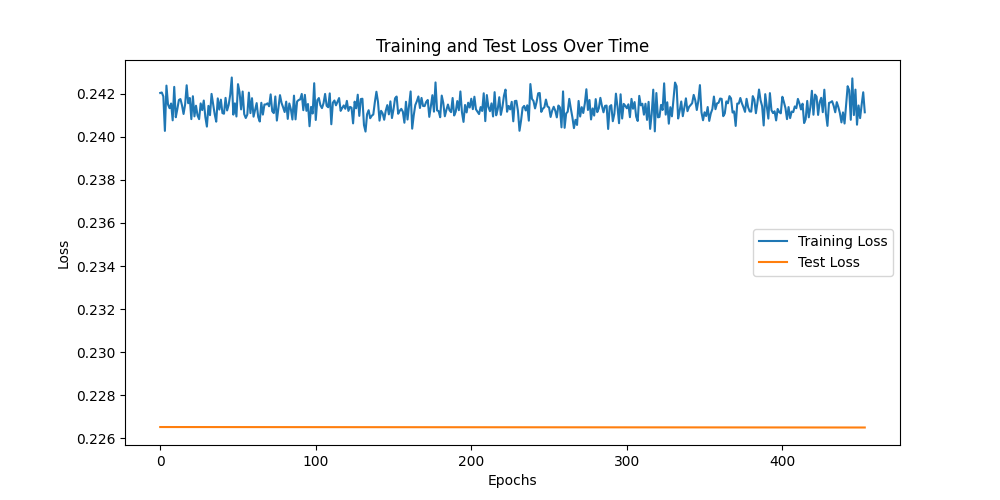 Training and Test Loss Over Time
0.242
0.240
0.238
0.236
0.234
0.232
0.230
0.228
0.226
Loss
Training Loss
Test Loss
0 100 200 300 400
Epochs